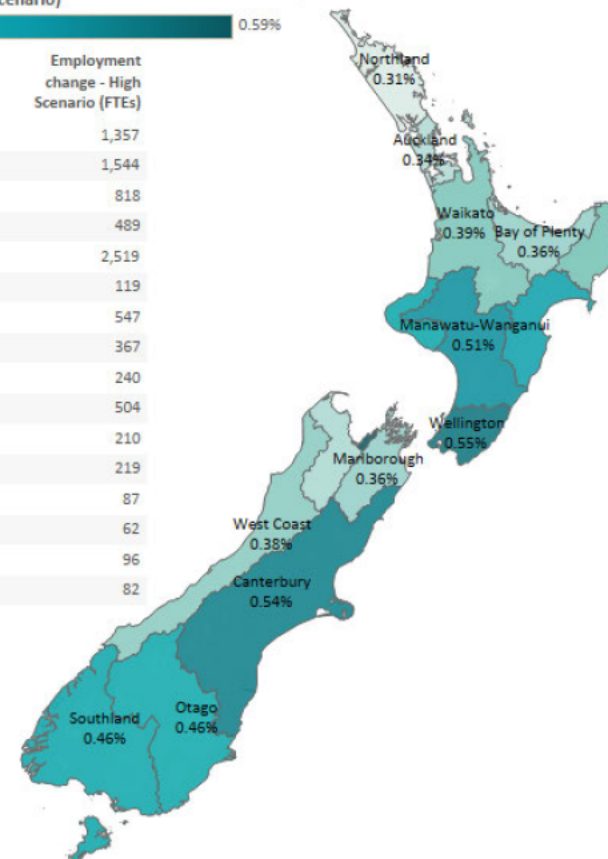 cenario)
0.59%
Employment
change - High
Scenario (FTEs)
1,357
1,544
818
489
2,519
119
547
367
240
504
210
219
87
62
96
82
Northland
0.31%
Auckland
0.34%
Waikato
0.39%
Bay of Plenty
0.36%
Manawatu-Wanganui
0.51%
Wellington
0.55%
Marlborough
0.36%
West Coast
0.38%
Canterbury
0.54%
Otago
0.46%
Southland
0.46%